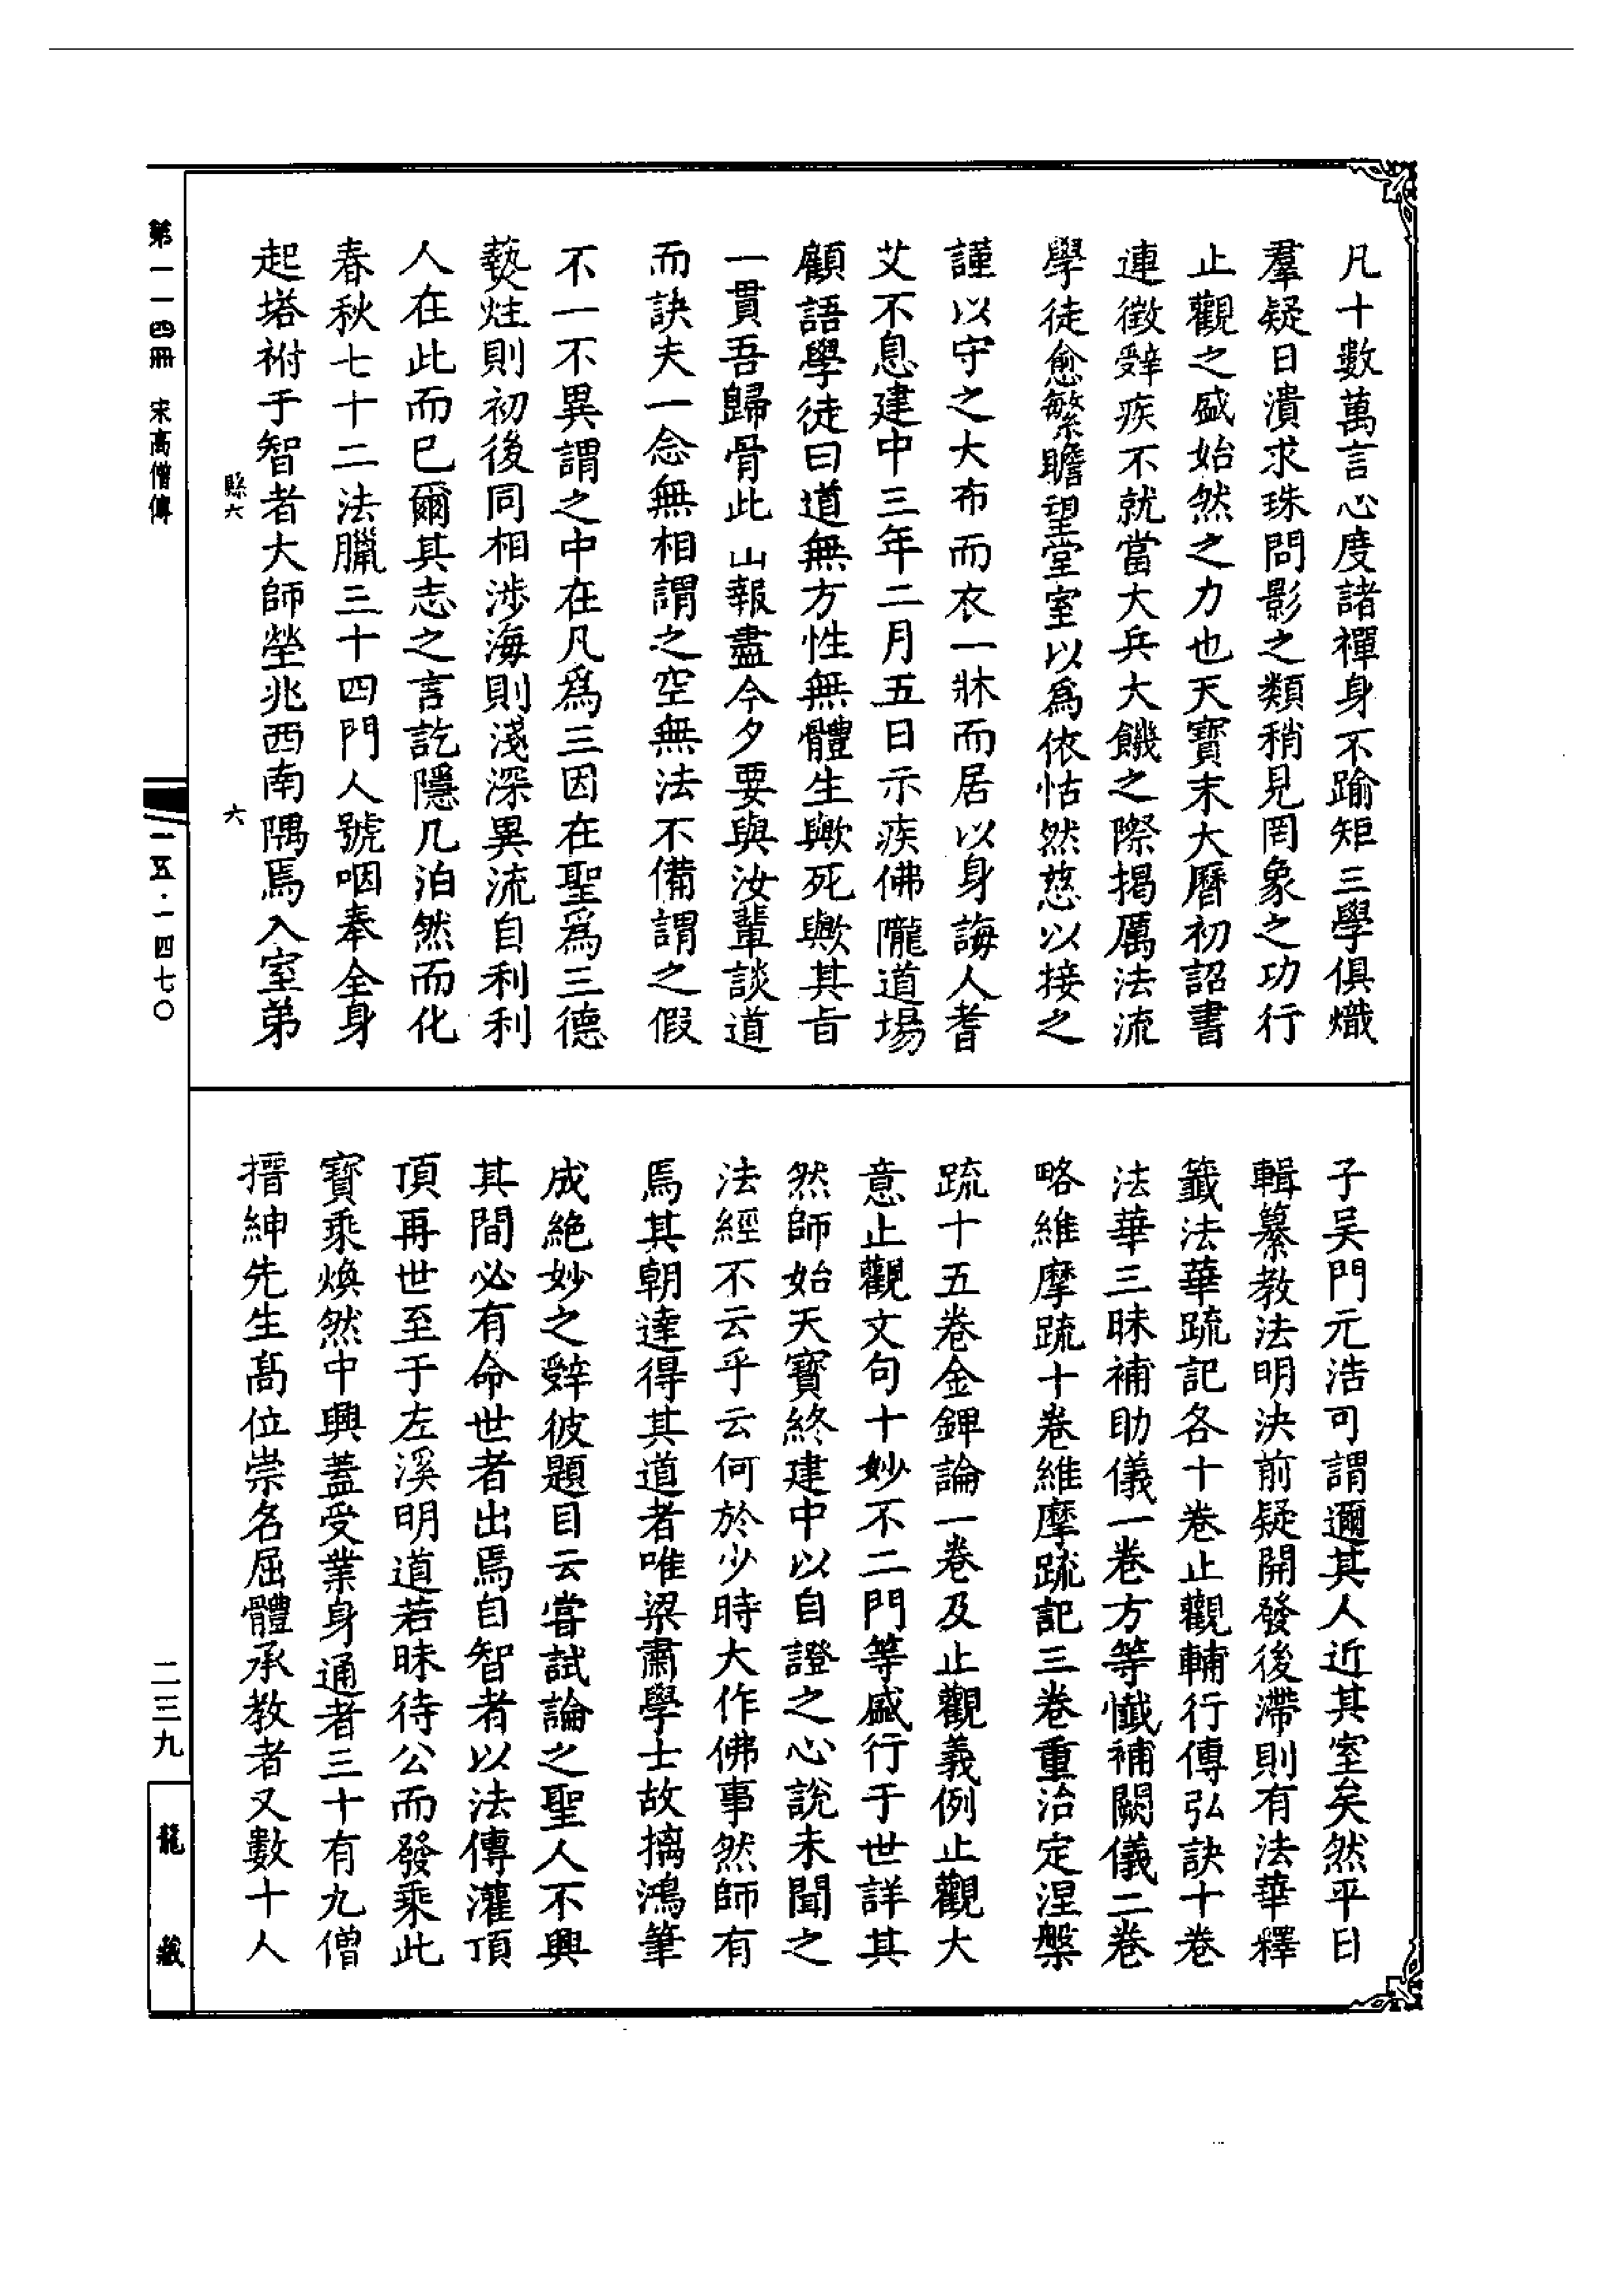 凡十數萬言心度諸禪身不踰矩三學俱熾
羣疑日潰求珠問影之類稍見罔象之功行
止觀之盛始然之力也天寶末大曆初詔書
連徵辤疾不就當大兵大饑之際揭厲法流
學徒愈繁瞻望堂室以為依怙然慈以接之
謹以守之大布而衣一牀而居以身誨人耆
艾不息建中三年二月五日示疾佛隴道場
顧語學徒曰道無方性無體生歟死歟其旨
一貫吾歸骨此山報盡今夕要與汝輩談道
而訣夫一念無相謂之空無法不備謂之假
不一不異謂之中在凡為三因在聖為三德
爇炷則初後同相涉海則淺深異流自利利
人在此而已爾其志之言訖隱几泊然而化
春秋七十二法臘三十四門人號咽奉全身
起塔祔于智者大師塋兆西南隅焉入室弟
縣六
六
子吳門元浩可謂邇其人近其室矣然平日
輯纂教法明決前疑開發後滯則有法華釋
籤法華疏記各十卷止觀輔行傳弘訣十卷
法華三昧補助儀一卷方等懺補闕儀二卷
略維摩疏十卷維摩疏記三卷重治定涅槃
疏十五卷金錍論一卷及止觀義例止觀大
意止觀文句十妙不二門等盛行于世詳其
然師始天寶終建中以自證之心說未聞之
法經不云乎云何於少時大作佛事然師有
焉其朝達得其道者唯梁肅學士故摛鴻筆
成絕妙之辤彼題目云嘗試論之聖人不興
其間必有命世者出焉自智者以法傳灌頂
頂再世至于左溪明道若昧待公而發乘此
寶乘煥然中興蓋受業身通者三十有九僧
搢紳先生高位崇名屈體承教者又數十人
第一一四冊 宋高僧傳
一五·一四七〇
二三九
龍藏